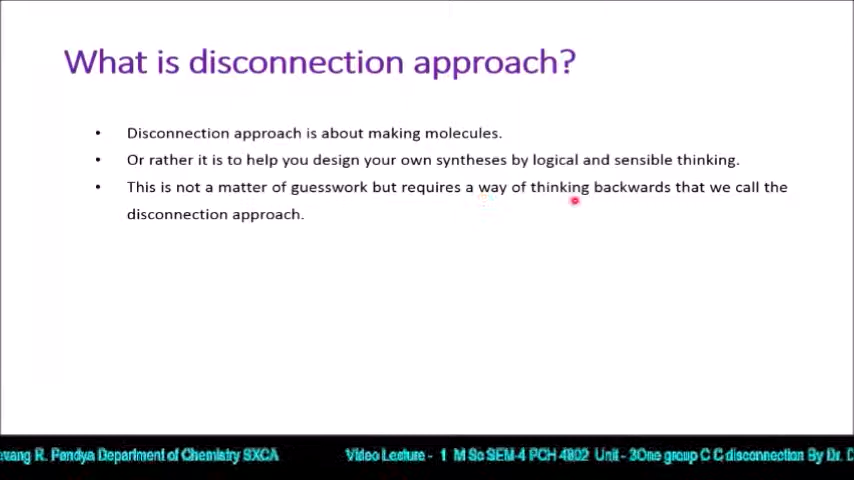 What is disconnection approach?
• Disconnection approach is about making molecules.
• Or rather it is to help you design your own syntheses by logical and sensible thinking.
• This is not a matter of guesswork but requires a way of thinking backwards that we call the
disconnection approach.
evang R. Pandya Department of Chemistry SXCA Video Lecture - 1 M Sc SEM-4 PCH 4802 Unit - 3One group C C disconnection By Dr. D